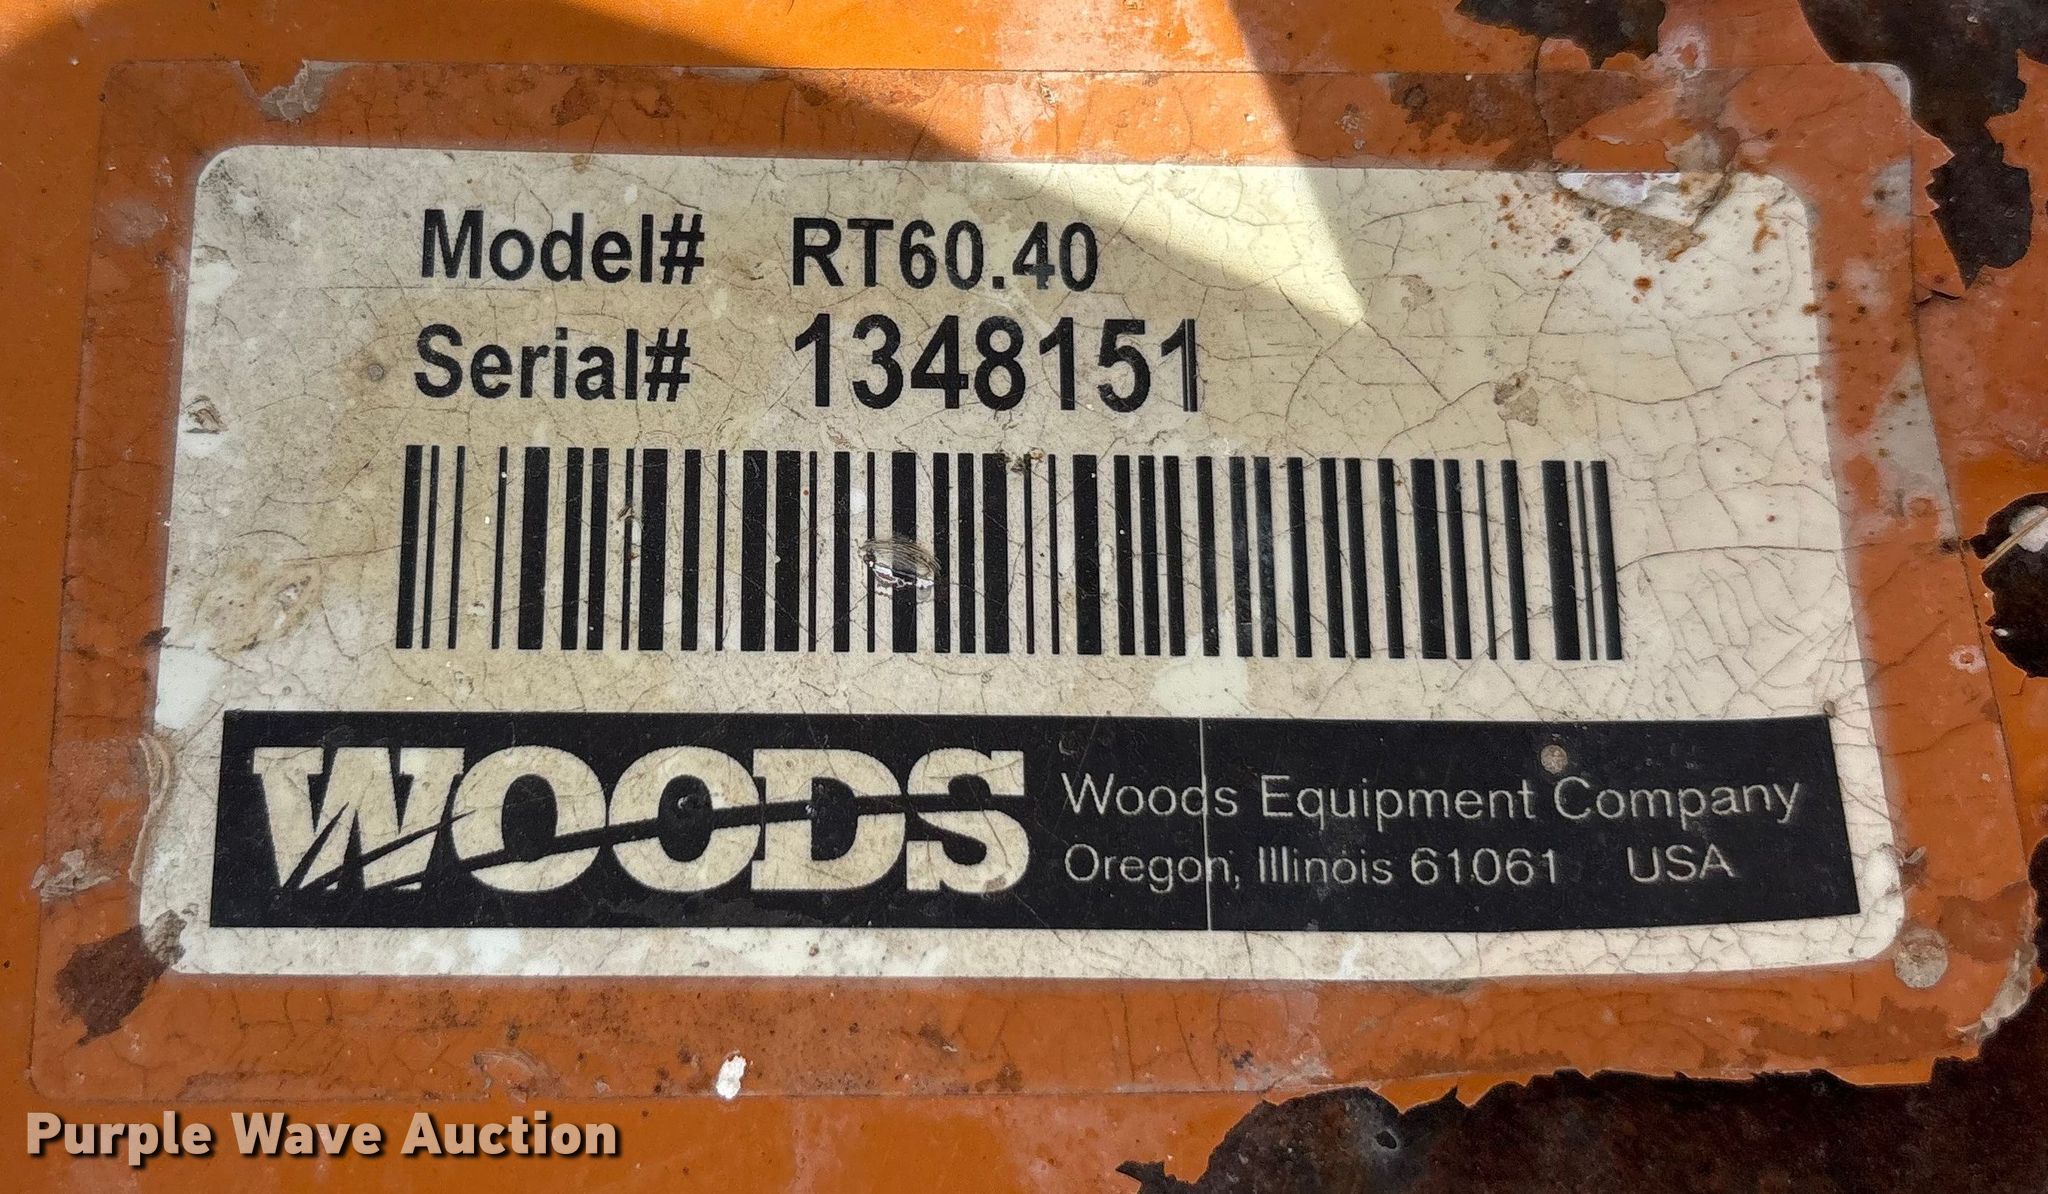 Model# RT60.40
Serial# 1348151
WOODS
Woods Equipment Company
Oregon, Illinois 61061 USA
Purple Wave Auction